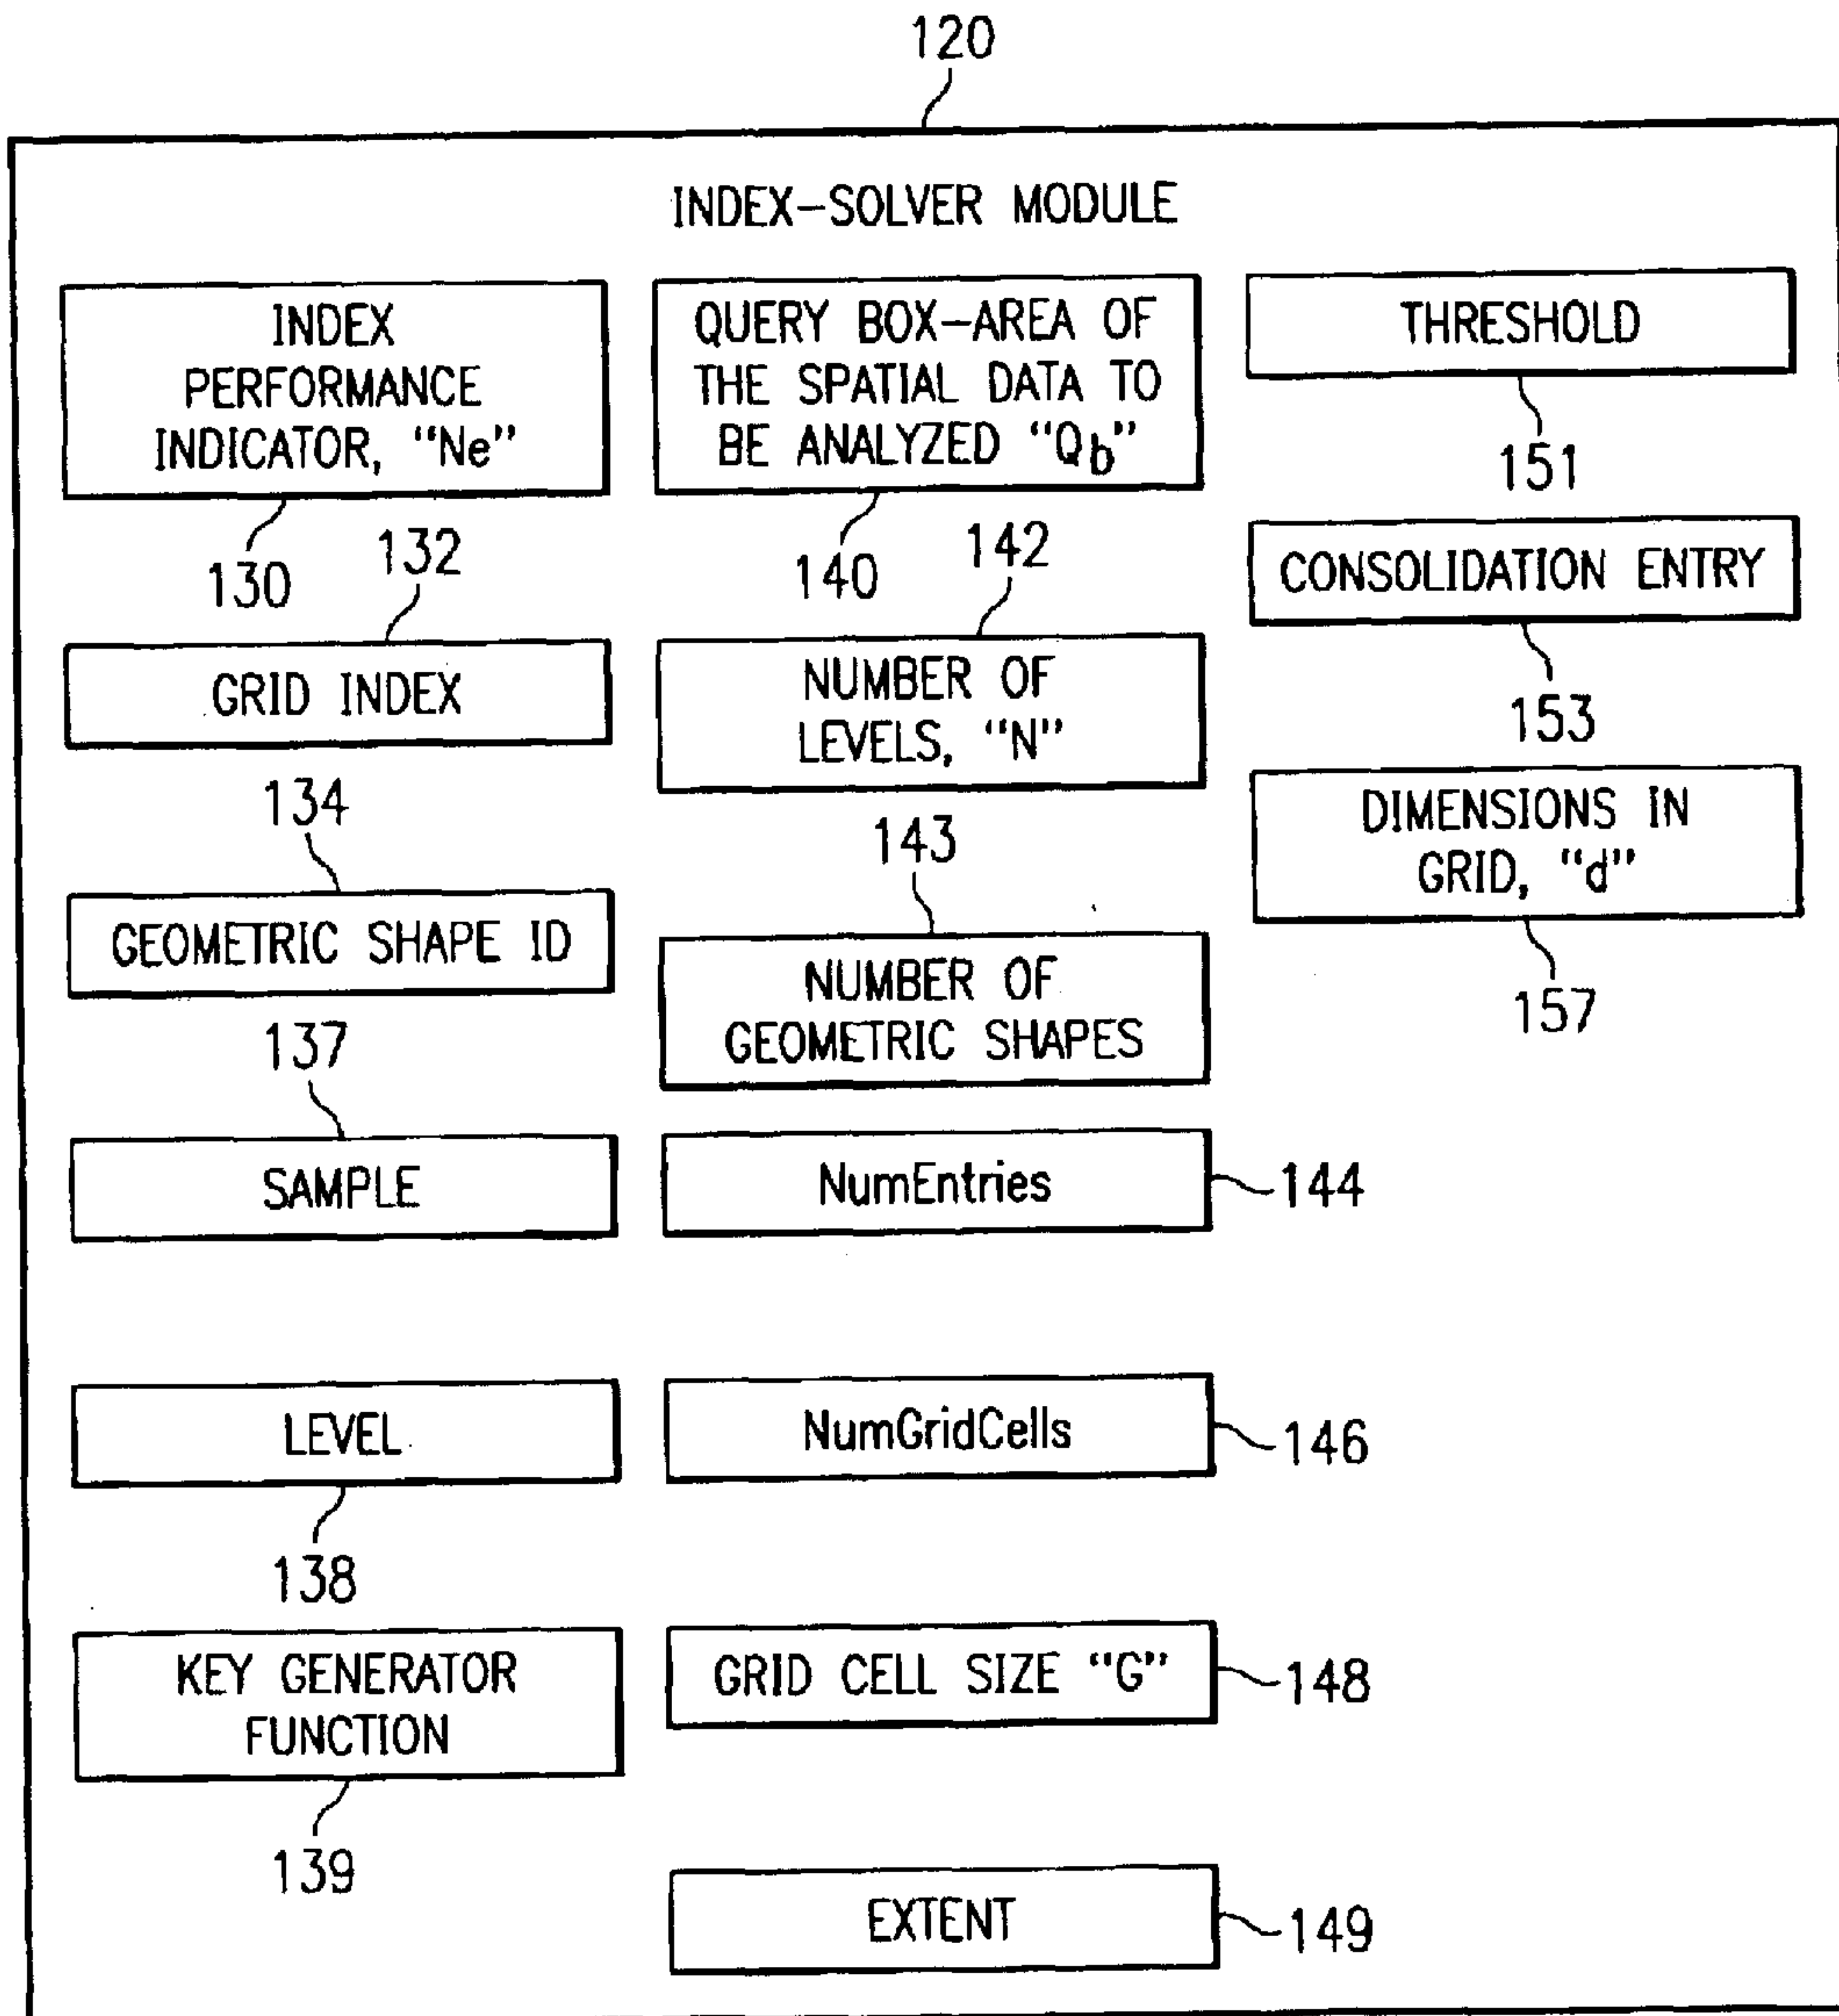 120
INDEX-SOLVER MODULE
INDEX
PERFORMANCE
INDICATOR, "Ne"
130
132
GRID INDEX
134
GEOMETRIC SHAPE ID
137
SAMPLE
LEVEL
138
KEY GENERATOR
FUNCTION
139
QUERY BOX-AREA OF
THE SPATIAL DATA TO
BE ANALYZED "Qb"
140
142
NUMBER OF
LEVELS, "N"
143
NUMBER OF
GEOMETRIC SHAPES
NumEntries
144
NumGridCells
146
GRID CELL SIZE "G"
148
EXTENT
149
THRESHOLD
151
CONSOLIDATION ENTRY
153
DIMENSIONS IN
GRID, "d"
157